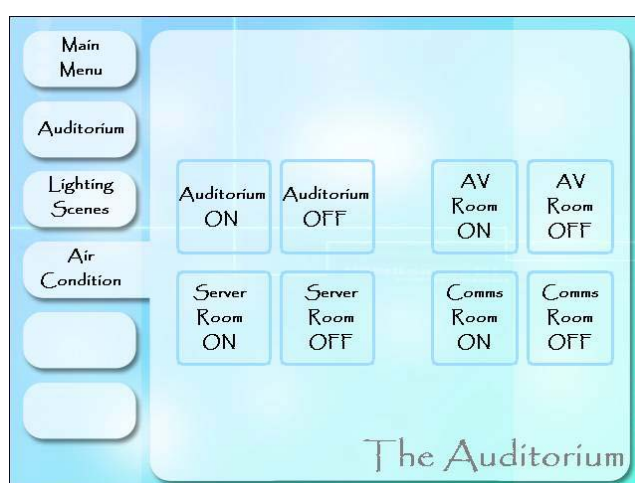 Main
Menu
Auditorium
Lighting
Scenes
Air
Condition
Auditorium
ON
Auditorium
OFF
AV
Room
ON
AV
Room
OFF
Server
Room
ON
Server
Room
OFF
Comms
Room
ON
Comms
Room
OFF
The Auditorium